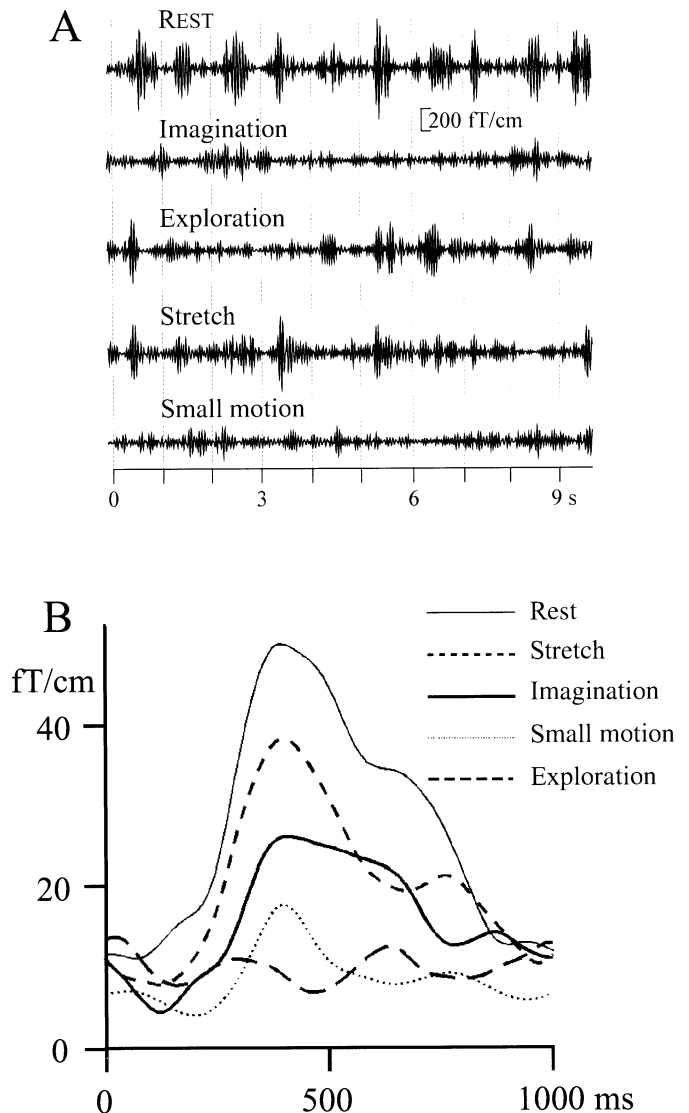 A
REST
200 fT/cm
Imagination
Exploration
Stretch
Small motion
0 3 6 9 s
B
fT/cm
Rest
Stretch
Imagination
Small motion
Exploration
40
20
0
0 500 1000 ms